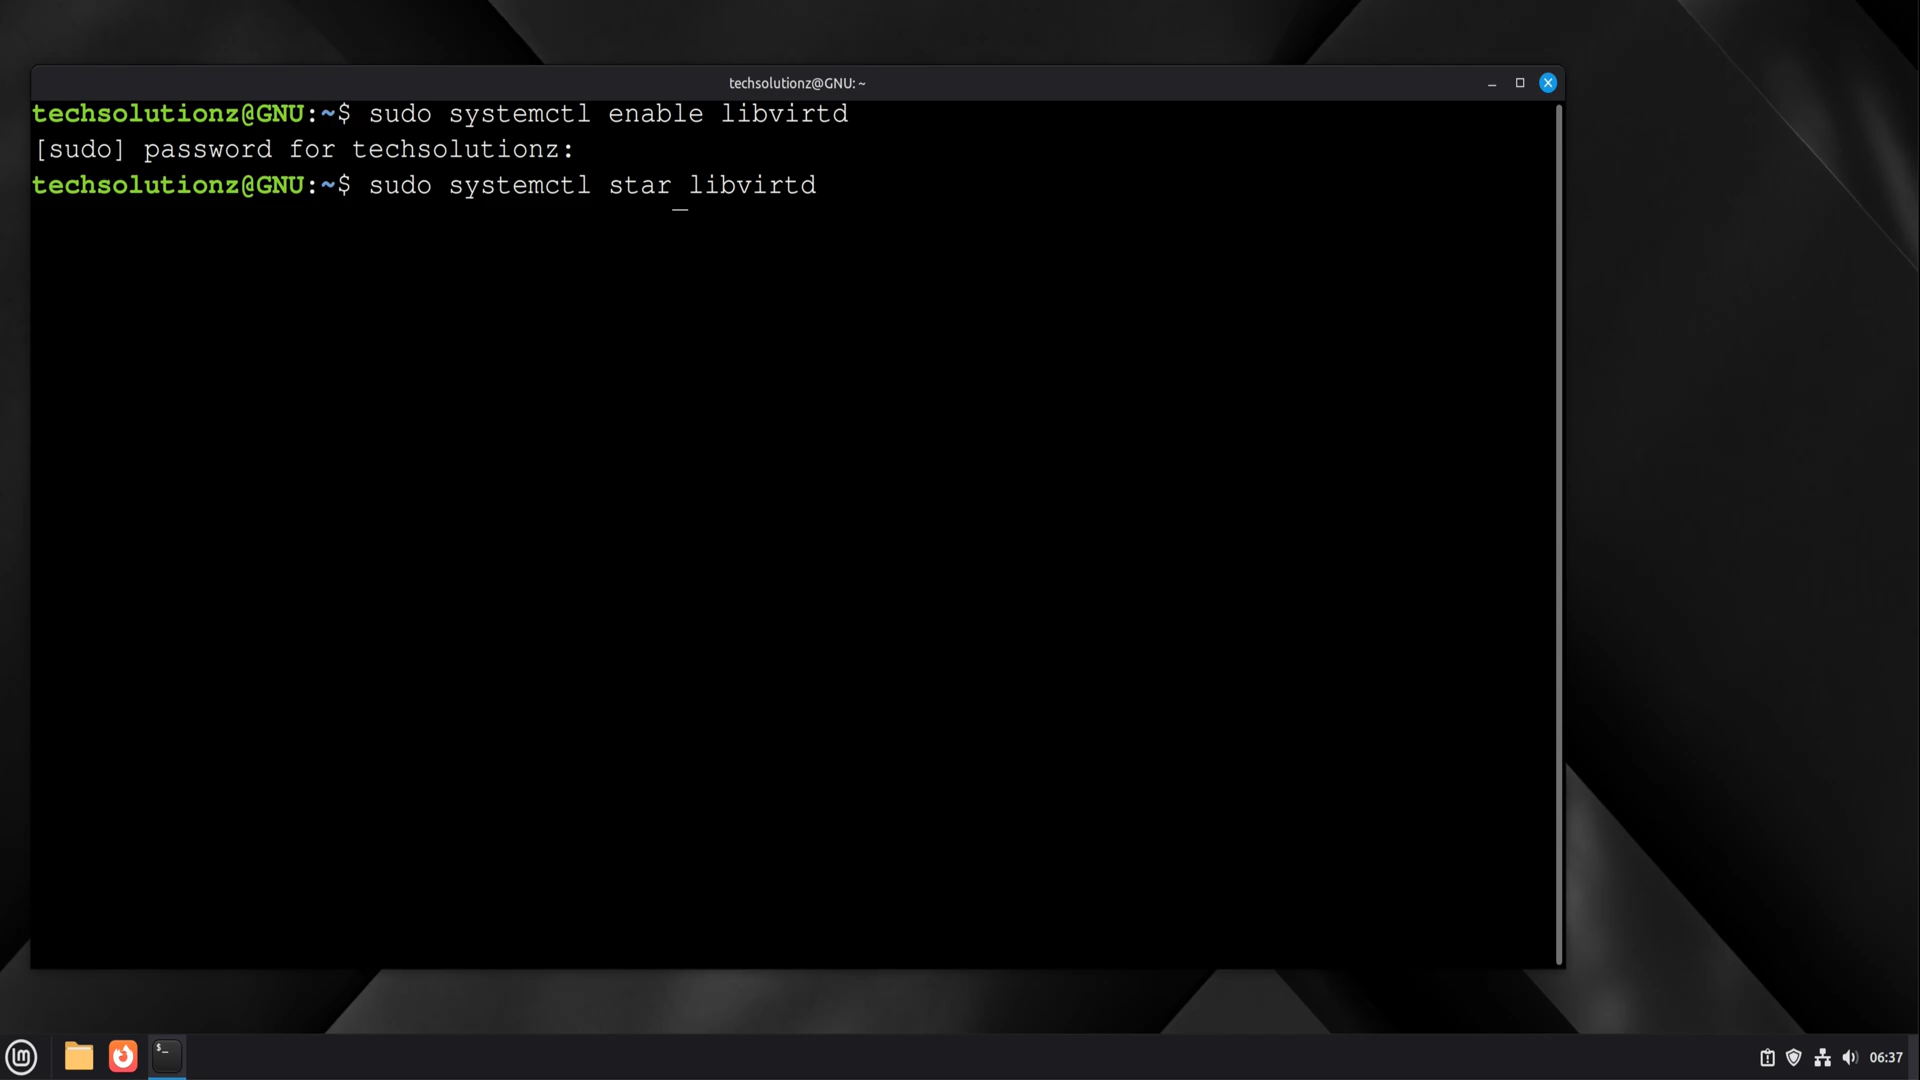 techsolutionz@GNU: ~
techsolutionz@GNU:~$ sudo systemctl enable libvirtd
[sudo] password for techsolutionz:
techsolutionz@GNU:~$ sudo systemctl star libvirtd
$_
06:37